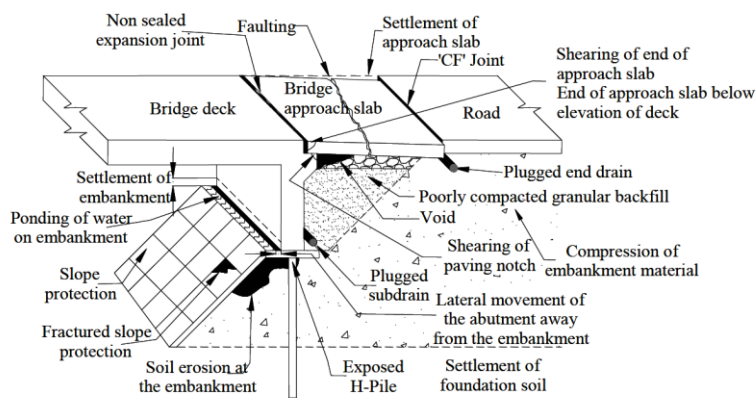 Non sealed
expansion joint
Faulting
Settlement of
approach slab
'CF' Joint
Shearing of end of
approach slab
End of approach slab below
elevation of deck
Bridge deck
Bridge
approach slab
Road
Plugged end drain
Settlement of
embankment
Poorly compacted granular backfill
Void
Ponding of water
on embankment
Shearing of
paving notch
Compression of
embankment material
Slope
protection
Plugged
subdrain
Lateral movement of
the abutment away
from the embankment
Fractured slope
protection
Soil erosion at
the embankment
Exposed
H-Pile
Settlement of
foundation soil